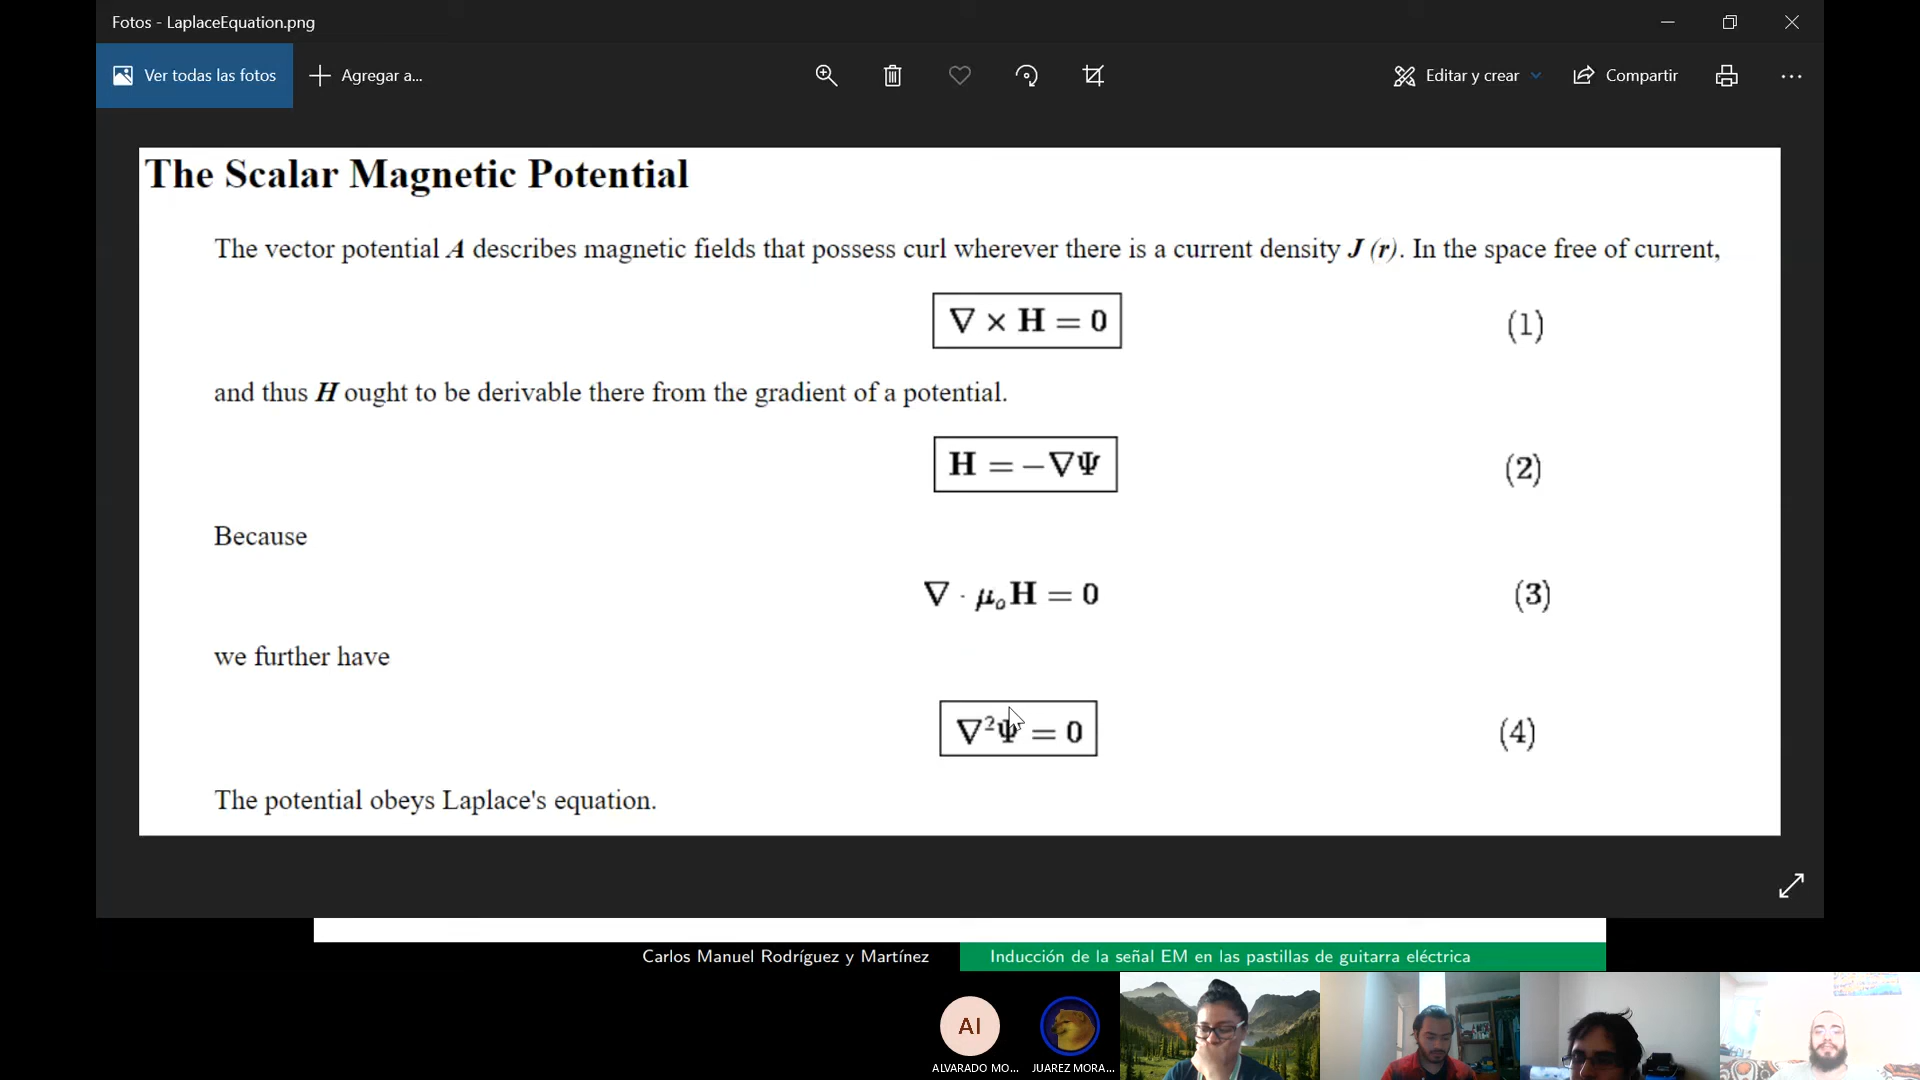 Fotos - LaplaceEquation.png
Ver todas las fotos
Agregar a...
Editar y crear
Compartir
The Scalar Magnetic Potential
The vector potential A describes magnetic fields that possess curl wherever there is a current density J (r). In the space free of current,
∇ × H = 0 (1)
and thus H ought to be derivable there from the gradient of a potential.
H = −∇Ψ (2)
Because
∇ · μₒH = 0 (3)
we further have
∇²Ψ = 0 (4)
The potential obeys Laplace's equation.
Carlos Manuel Rodríguez y Martínez
Inducción de la señal EM en las pastillas de guitarra eléctrica
AI
ALVARADO MO...
JUAREZ MORA...